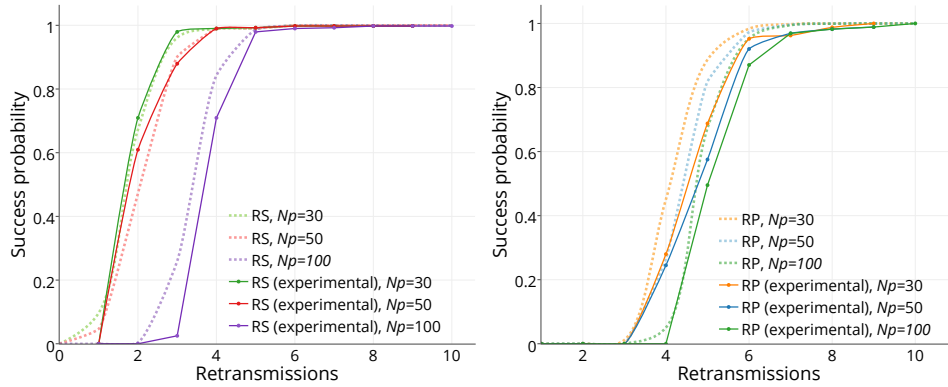 Success probability
1
0.8
0.6
0.4
0.2
0
0 2 4 6 8 10
Retransmissions
RS, Np=30
RS, Np=50
RS, Np=100
RS (experimental), Np=30
RS (experimental), Np=50
RS (experimental), Np=100
Success probability
1
0.8
0.6
0.4
0.2
0
2 4 6 8 10
Retransmissions
RP, Np=30
RP, Np=50
RP, Np=100
RP (experimental), Np=30
RP (experimental), Np=50
RP (experimental), Np=100